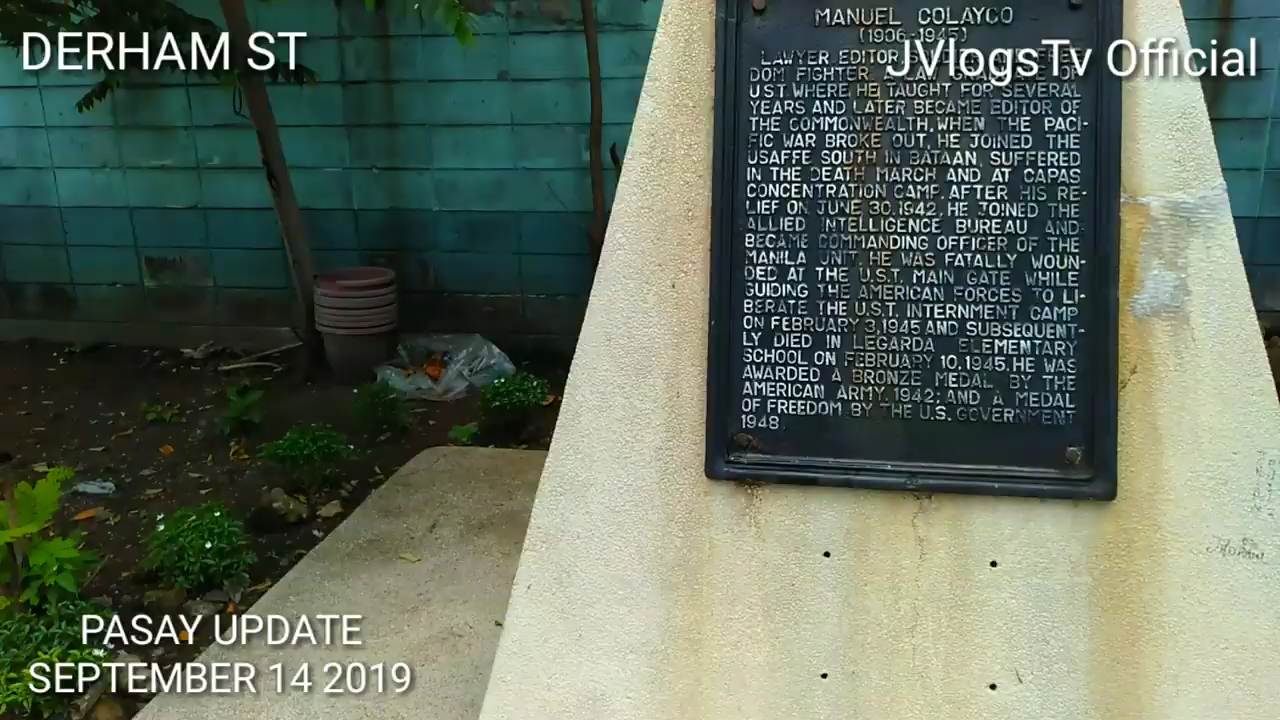 DERHAM ST
JVlogsTv Official
MANUEL COLAYCO
(1906-1945)
LAWYER EDITOR
DOM FIGHTER. A LAW OF
UST. WHERE HE TAUGHT FOR SEVERAL
YEARS AND LATER BECAME EDITOR OF
THE COMMONWEALTH. WHEN THE PACI-
FIC WAR BROKE OUT, HE JOINED THE
USAFFE SOUTH IN BATAAN, SUFFERED
IN THE DEATH MARCH AND AT CAPAS
CONCENTRATION CAMP. AFTER HIS RE-
LIEF ON JUNE 30.1942, HE JOINED THE
ALLIED INTELLIGENCE BUREAU AND
BECAME COMMANDING OFFICER OF THE
MANILA UNIT. HE WAS FATALLY WOUN-
DED AT THE U.S.T. MAIN GATE WHILE
GUIDING THE AMERICAN FORCES TO LI-
BERATE THE U.S.T. INTERNMENT CAMP
ON FEBRUARY 3,1945 AND SUBSEQUENT-
LY DIED IN LEGARDA ELEMENTARY
SCHOOL ON FEBRUARY 10,1945. HE WAS
AWARDED A BRONZE MEDAL BY THE
AMERICAN ARMY, 1942; AND A MEDAL
OF FREEDOM BY THE U.S. GOVERNMENT
1948.
PASAY UPDATE
SEPTEMBER 14 2019